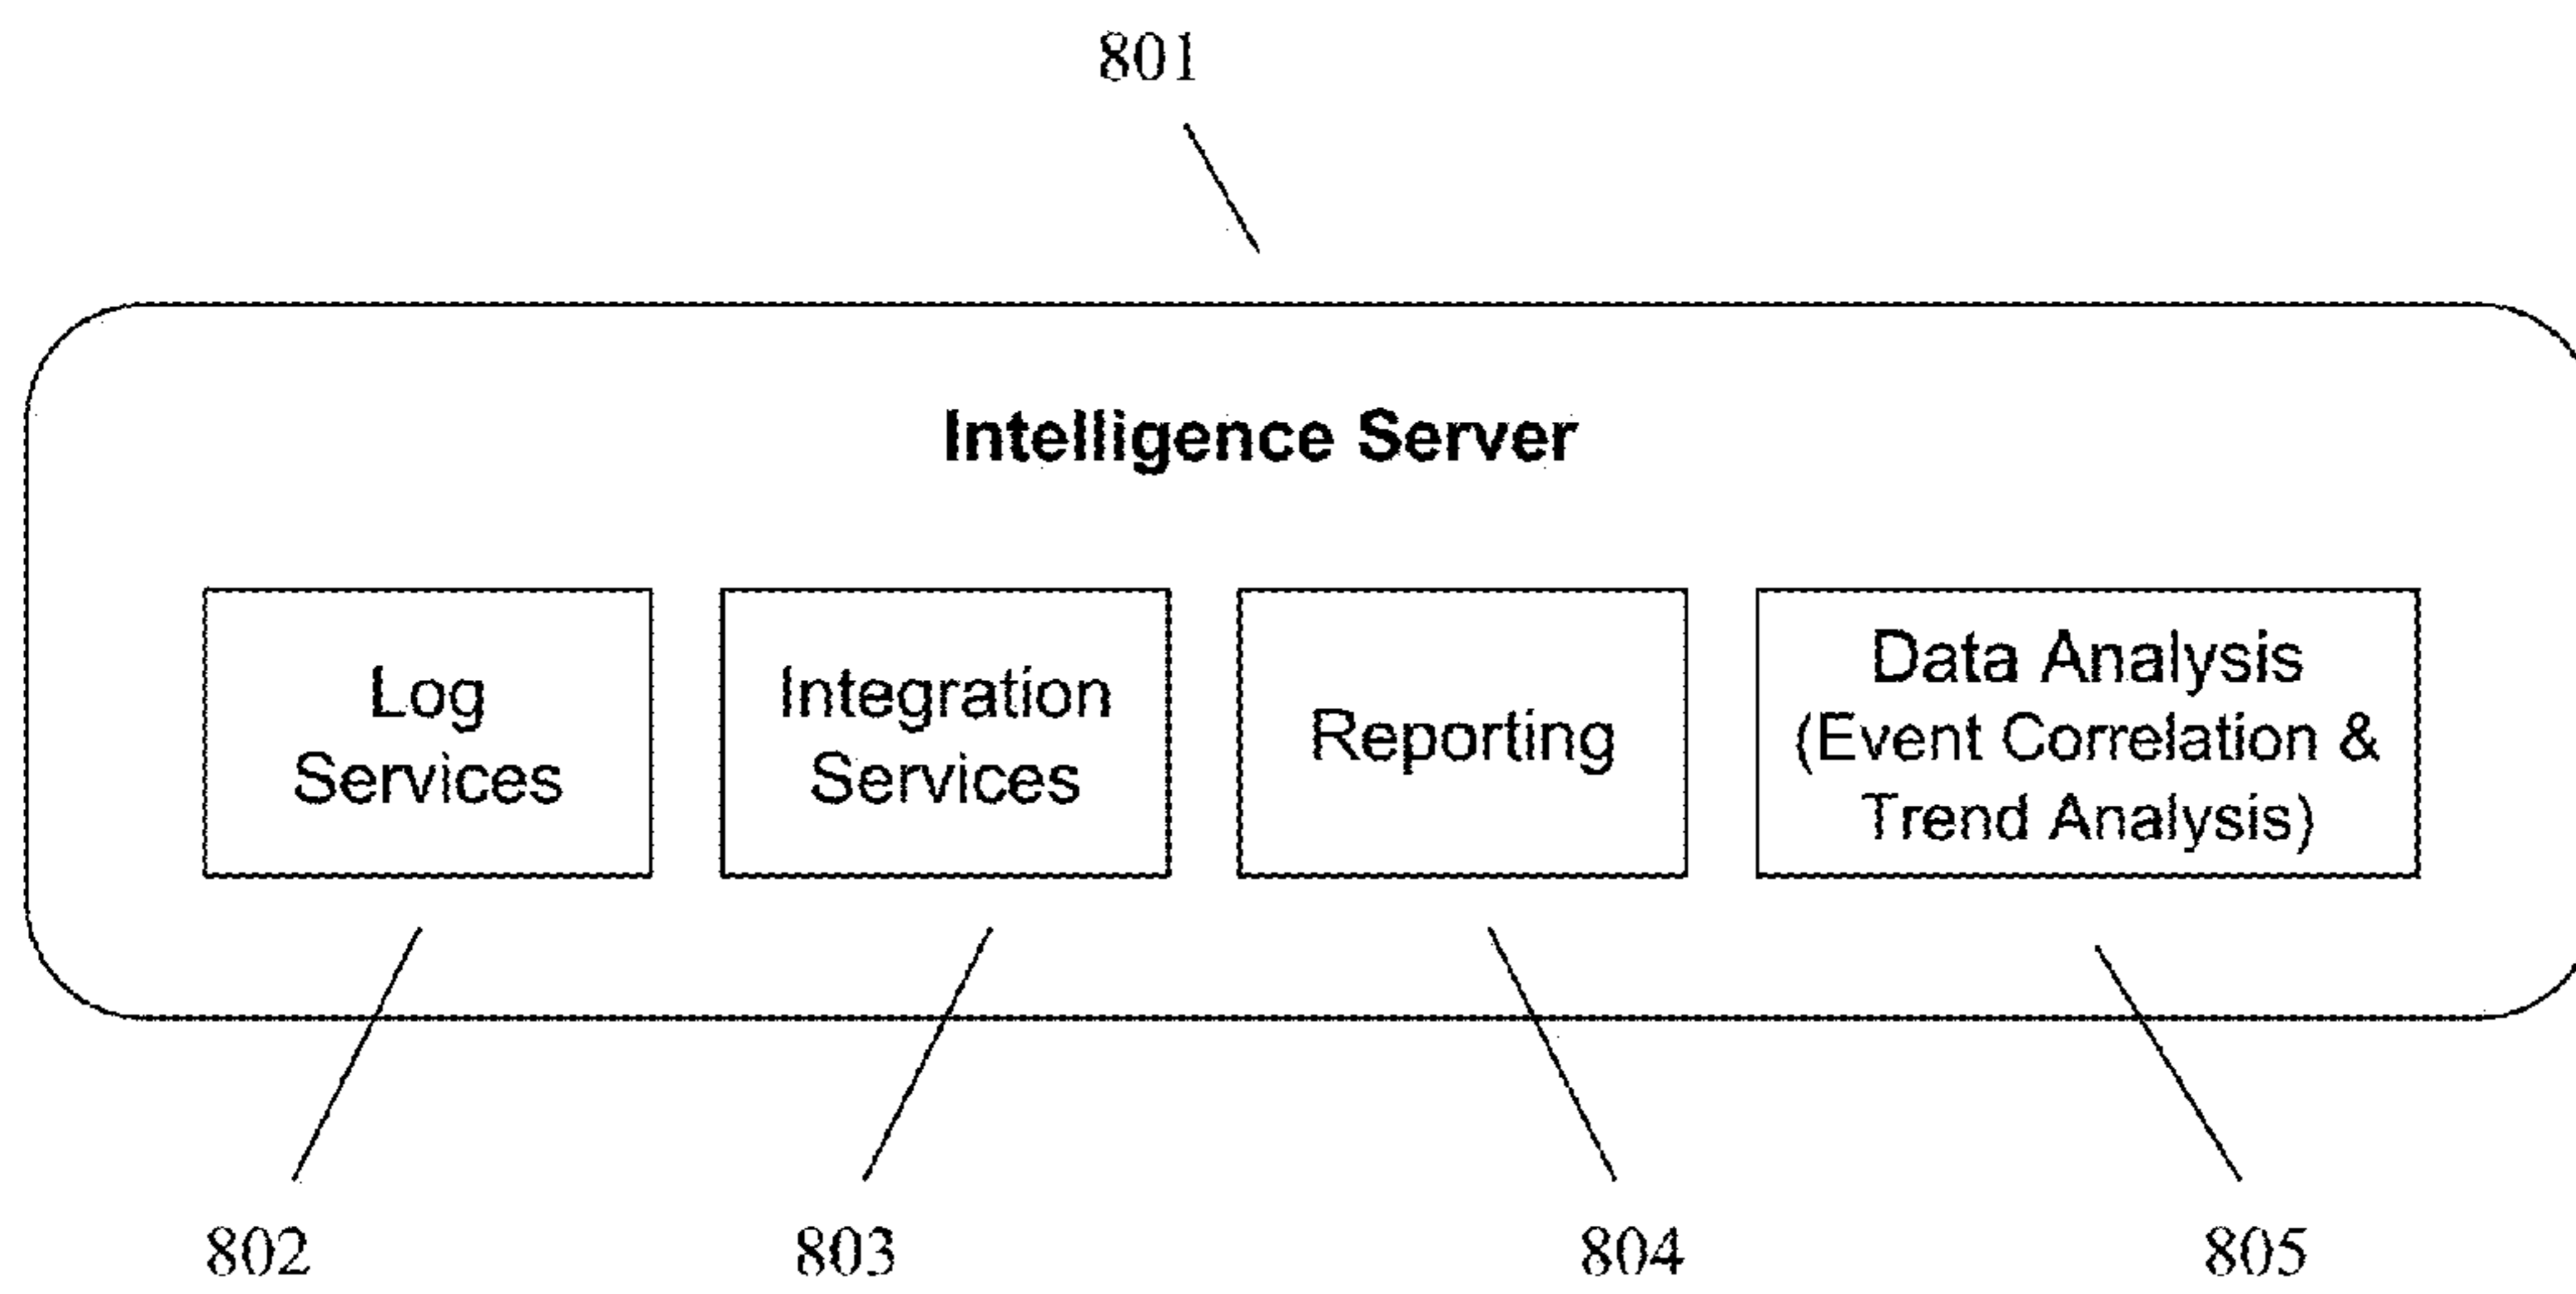 801
Intelligence Server
Log
Services
Integration
Services
Reporting
Data Analysis
(Event Correlation &
Trend Analysis)
802
803
804
805